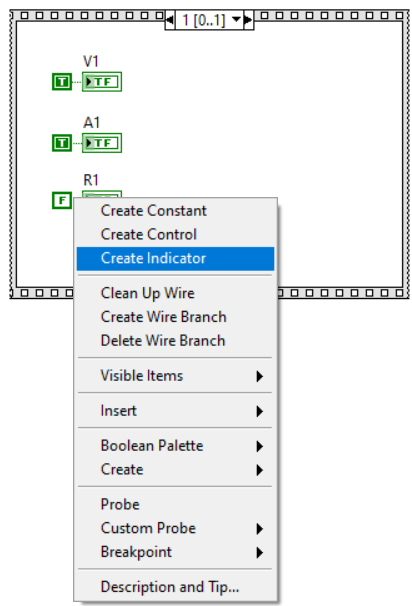 1 [0..1]
V1
T
TF
A1
T
TF
R1
F
Create Constant
Create Control
Create Indicator
Clean Up Wire
Create Wire Branch
Delete Wire Branch
Visible Items
Insert
Boolean Palette
Create
Probe
Custom Probe
Breakpoint
Description and Tip...